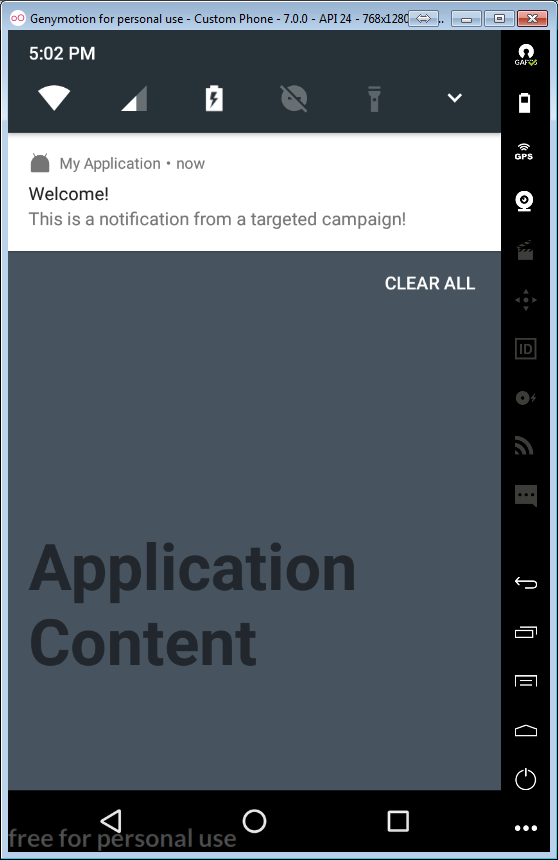 Genymotion for personal use - Custom Phone - 7.0.0 - API 24 - 768x1280
5:02 PM
GAPPS
GPS
My Application • now
Welcome!
This is a notification from a targeted campaign!
CLEAR ALL
ID
Application
Content
free for personal use